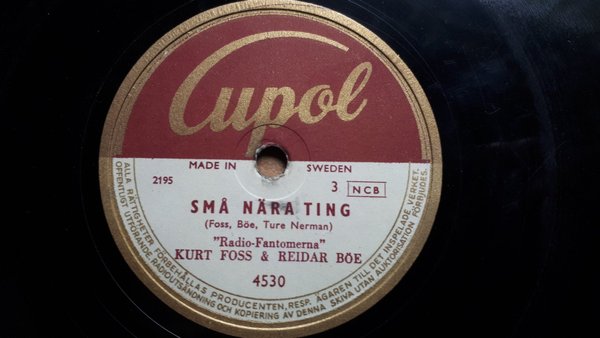 Cupol
MADE IN SWEDEN
2195
3 NCB
SMÅ NÄRA TING
(Foss, Böe, Ture Nerman)
"Radio-Fantomerna"
KURT FOSS & REIDAR BÖE
4530
ALLA RÄTTIGHETER FÖRBEHÅLLAS PRODUCENTEN, RESP. ÄGAREN TILL DET INSPELADE VERKET.
OFFENTLIGT UTFÖRANDE, RADIOUTSÄNDNING OCH KOPIERING AV DENNA SKIVA UTAN AUKTORISATION FÖRBJUDES.